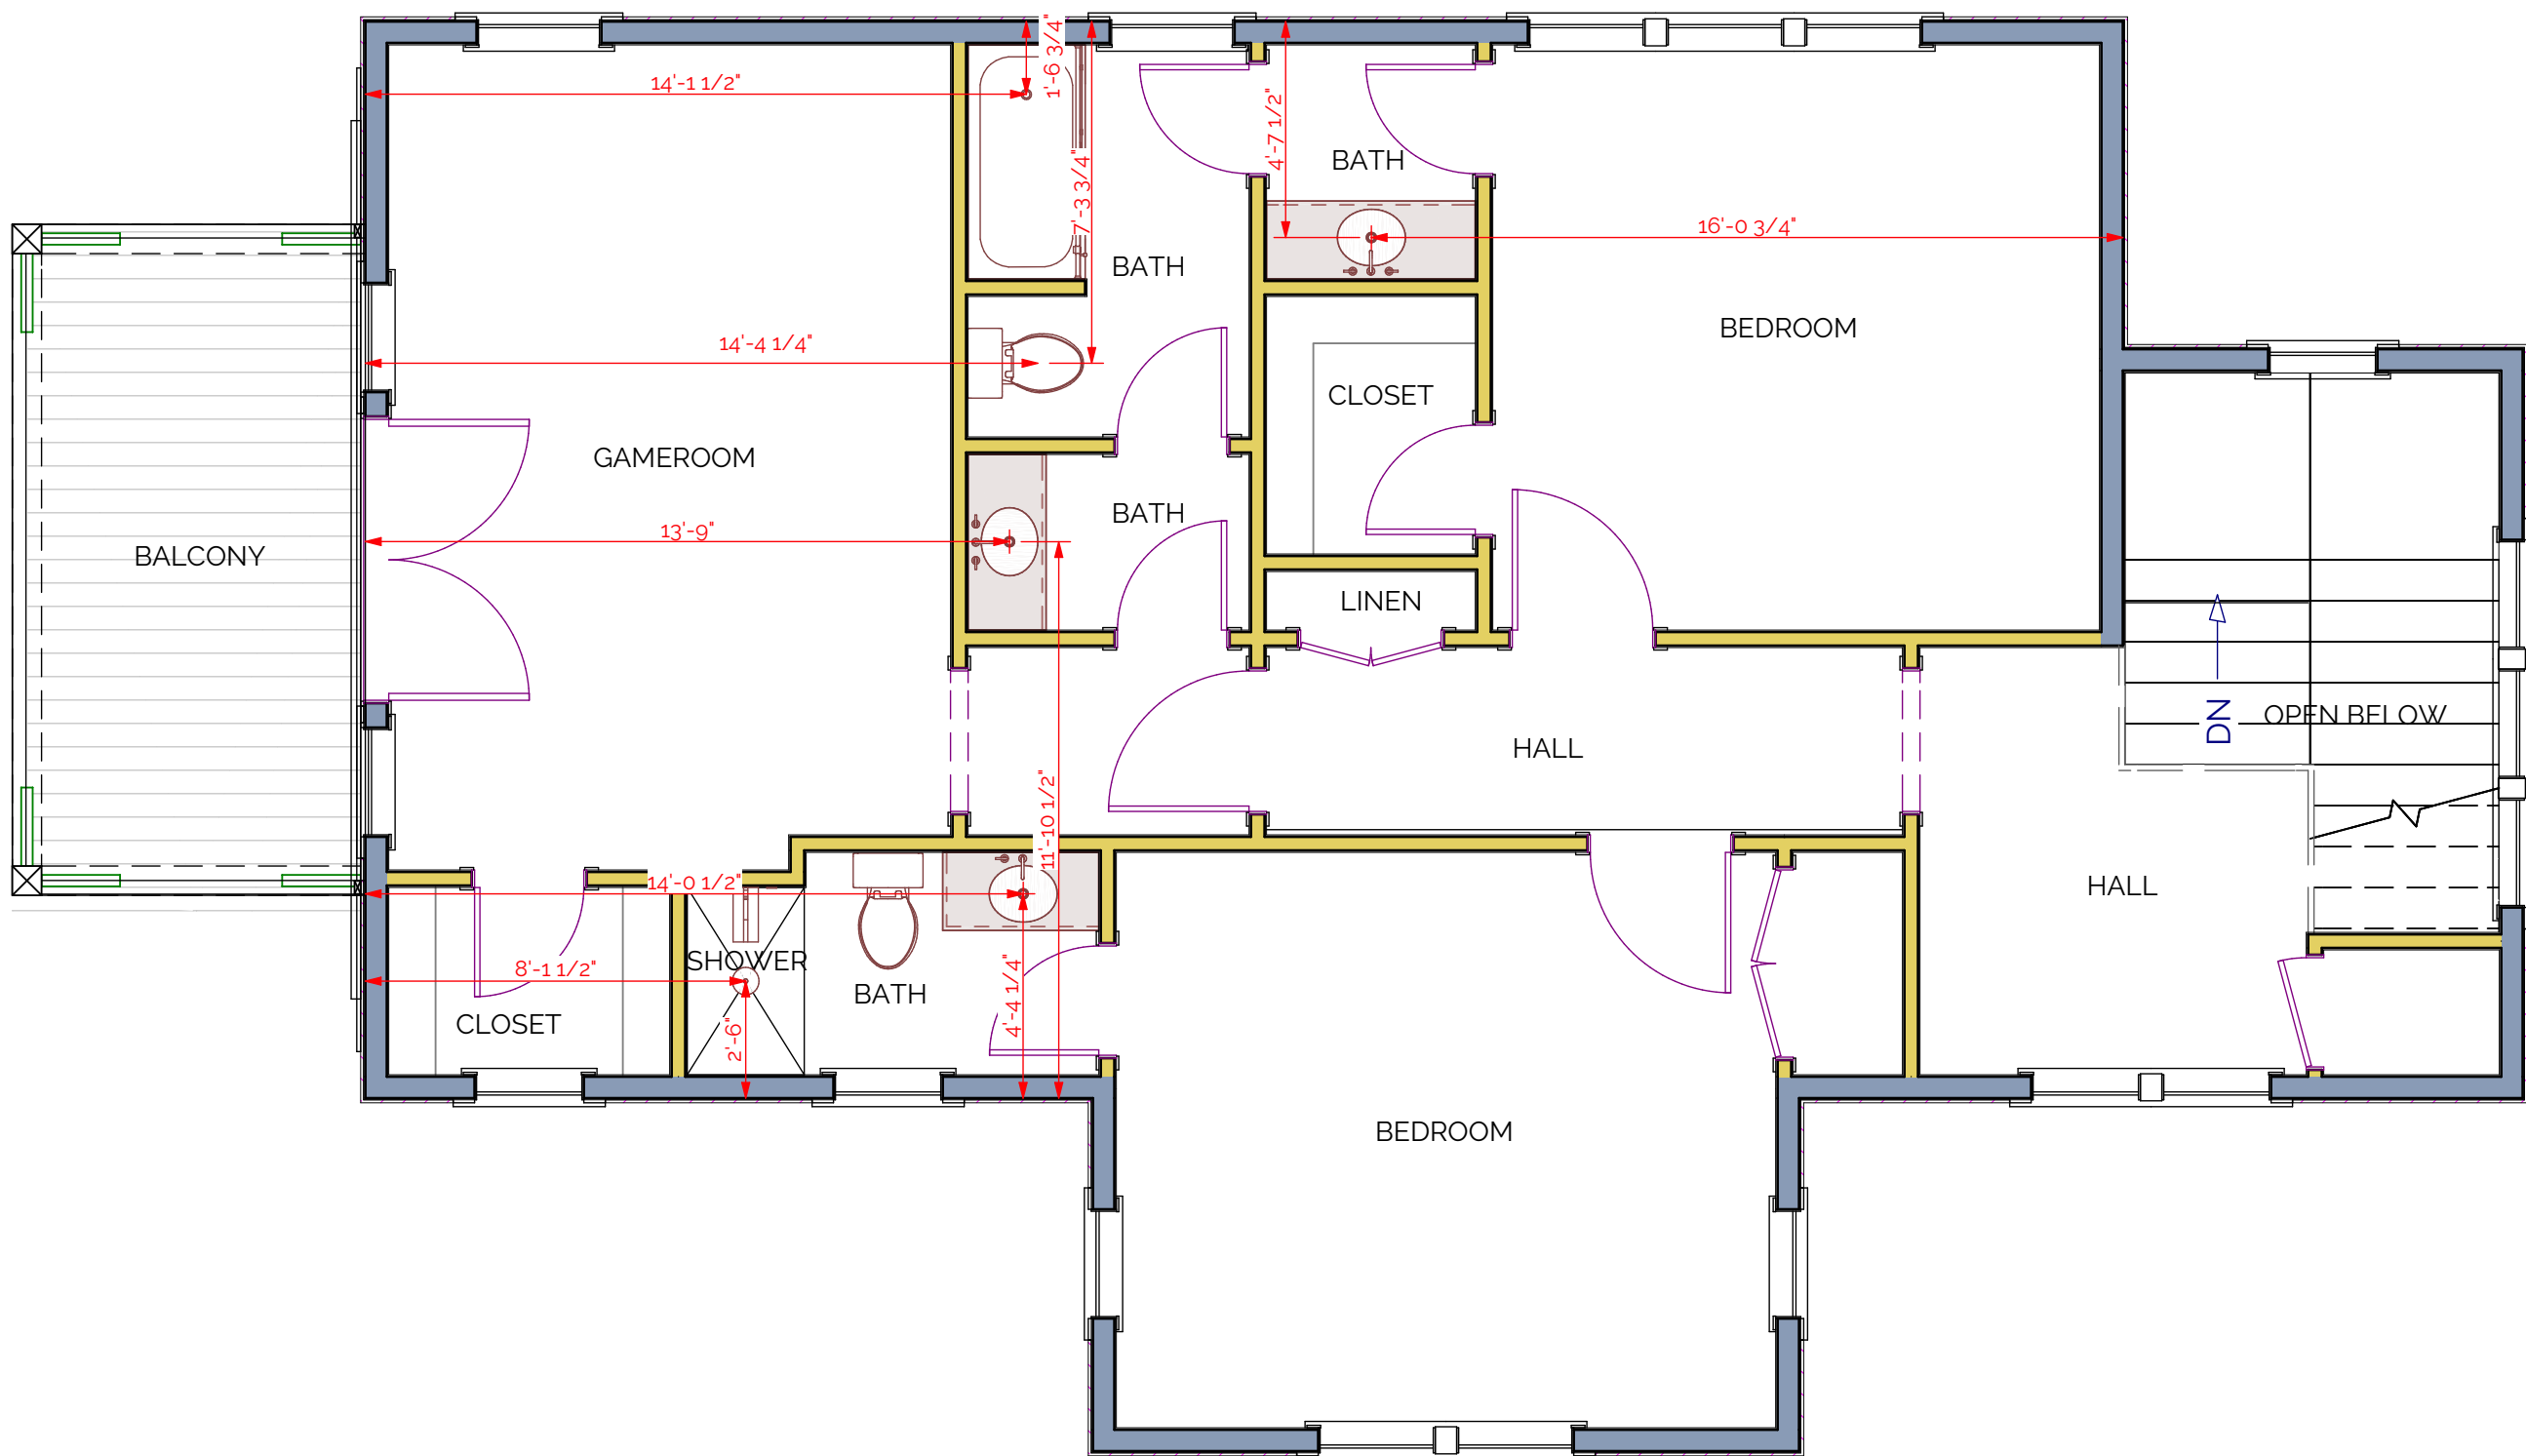 1'-6 3/4"
14'-1 1/2"
4'-7 1/2"
BATH
7'-3 3/4"
16'-0 3/4"
BATH
BEDROOM
14'-4 1/4"
CLOSET
GAMEROOM
BATH
13'-9"
BALCONY
LINEN
DN
OPEN BELOW
HALL
11'-10 1/2"
14'-0 1/2"
HALL
SHOWER
8'-1 1/2"
BATH
4'-4 1/4"
CLOSET
2'-6"
BEDROOM